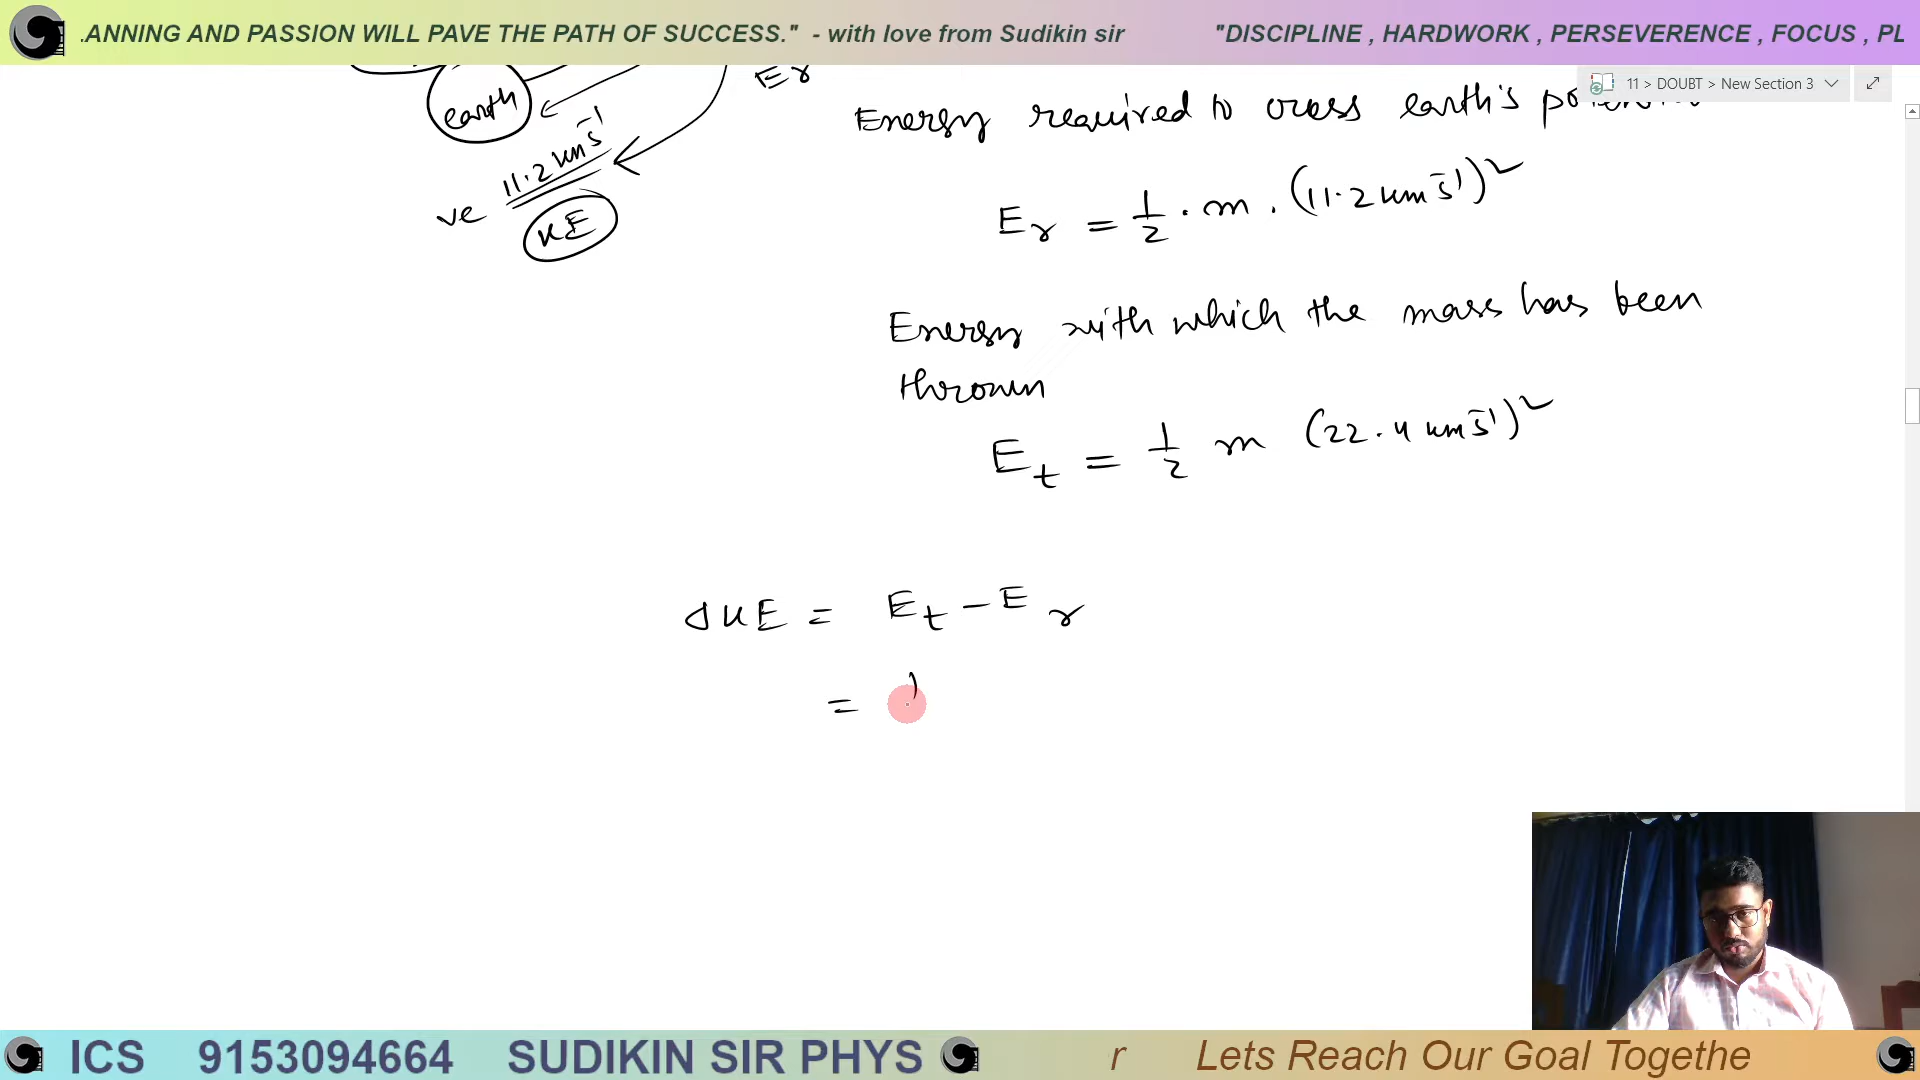 .ANNING AND PASSION WILL PAVE THE PATH OF SUCCESS." - with love from Sudikin sir "DISCIPLINE , HARDWORK , PERSEVERENCE , FOCUS , PL
11 > DOUBT > New Section 3
Er
earth
11.2 km s⁻¹
ve
KE
Energy required to cross earth's
Er = 1/2 . m . (11.2 km s⁻¹)²
Energy with which the mass has been
thrown
Et = 1/2 m (22.4 km s⁻¹)²
ΔKE = Et - Er
=
ICS 9153094664 SUDIKIN SIR PHYS r Lets Reach Our Goal Togethe